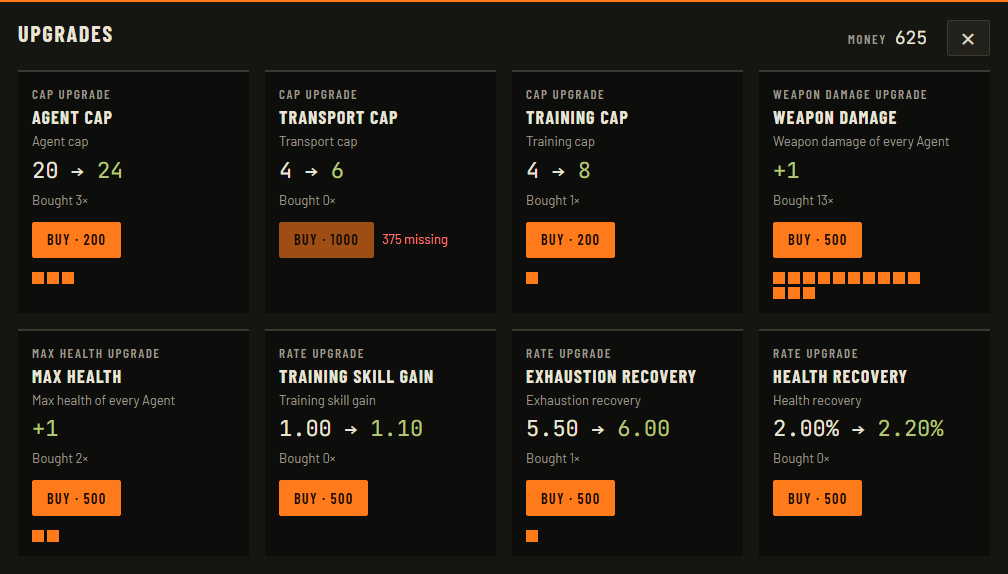 UPGRADES
MONEY 625 ✕
CAP UPGRADE
AGENT CAP
Agent cap
20 → 24
Bought 3×
BUY · 200
CAP UPGRADE
TRANSPORT CAP
Transport cap
4 → 6
Bought 0×
BUY · 1000 375 missing
CAP UPGRADE
TRAINING CAP
Training cap
4 → 8
Bought 1×
BUY · 200
WEAPON DAMAGE UPGRADE
WEAPON DAMAGE
Weapon damage of every Agent
+1
Bought 13×
BUY · 500
MAX HEALTH UPGRADE
MAX HEALTH
Max health of every Agent
+1
Bought 2×
BUY · 500
RATE UPGRADE
TRAINING SKILL GAIN
Training skill gain
1.00 → 1.10
Bought 0×
BUY · 500
RATE UPGRADE
EXHAUSTION RECOVERY
Exhaustion recovery
5.50 → 6.00
Bought 1×
BUY · 500
RATE UPGRADE
HEALTH RECOVERY
Health recovery
2.00% → 2.20%
Bought 0×
BUY · 500